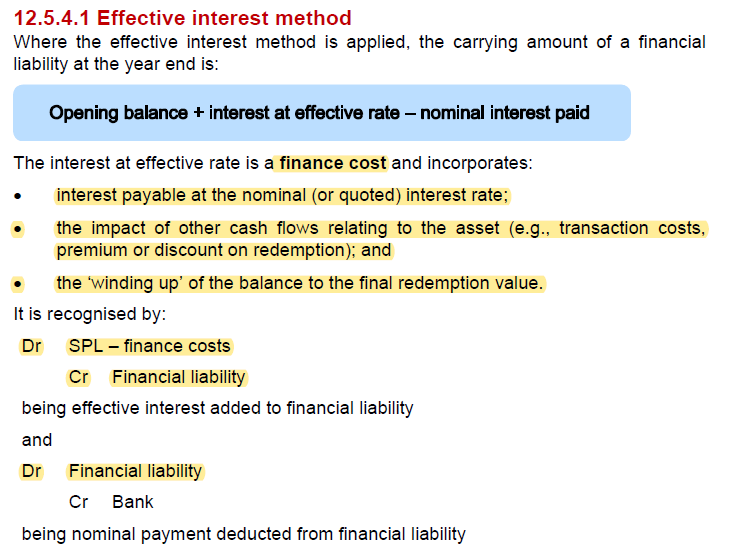 12.5.4.1 Effective interest method
Where the effective interest method is applied, the carrying amount of a financial
liability at the year end is:
Opening balance + interest at effective rate – nominal interest paid
The interest at effective rate is a finance cost and incorporates:
• interest payable at the nominal (or quoted) interest rate;
• the impact of other cash flows relating to the asset (e.g., transaction costs,
premium or discount on redemption); and
• the ‘winding up’ of the balance to the final redemption value.
It is recognised by:
Dr SPL – finance costs
Cr Financial liability
being effective interest added to financial liability
and
Dr Financial liability
Cr Bank
being nominal payment deducted from financial liability